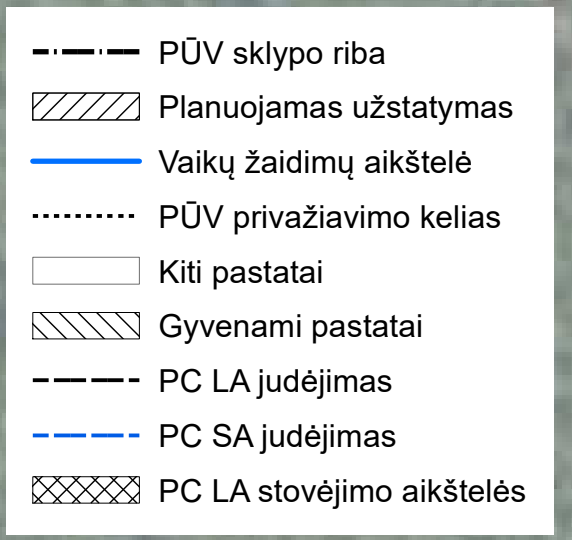 PŪV sklypo riba
Planuojamas užstatymas
Vaikų žaidimų aikštelė
PŪV privažiavimo kelias
Kiti pastatai
Gyvenami pastatai
PC LA judėjimas
PC SA judėjimas
PC LA stovėjimo aikštelės